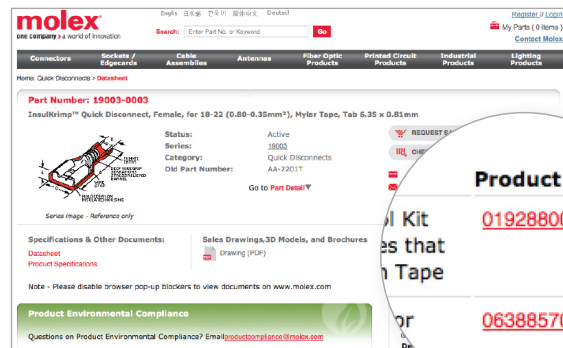 molex®
one company > a world of innovation
English 日本語 한국어 简体中文 Deutsch
Search: Enter Part No. or Keyword Go
Register // Login
My Parts ( 0 items )
Contact Molex
Connectors Sockets / Edgecards Cable Assemblies Antennas Fiber Optic Products Printed Circuit Products Industrial Products Lighting Products
Home: Quick Disconnects > Datasheet
Part Number: 19003-0003
InsulKrimp™ Quick Disconnect, Female, for 18-22 (0.80-0.35mm²), Mylar Tape, Tab 6.35 x 0.81mm
Status: Active
Series: 19003
Category: Quick Disconnects
Old Part Number: AA-2201T
Go to Part Detail▼
REQUEST
Series image - Reference only
Specifications & Other Documents:
Datasheet
Product Specifications
Sales Drawings,3D Models, and Brochures
Drawing (PDF)
Note - Please disable browser pop-up blockers to view documents on www.molex.com
Product Environmental Compliance
Questions on Product Environmental Compliance? Emailproductcompliance@molex.com
Product
Kit
01928800
that
Tape
or
06388570